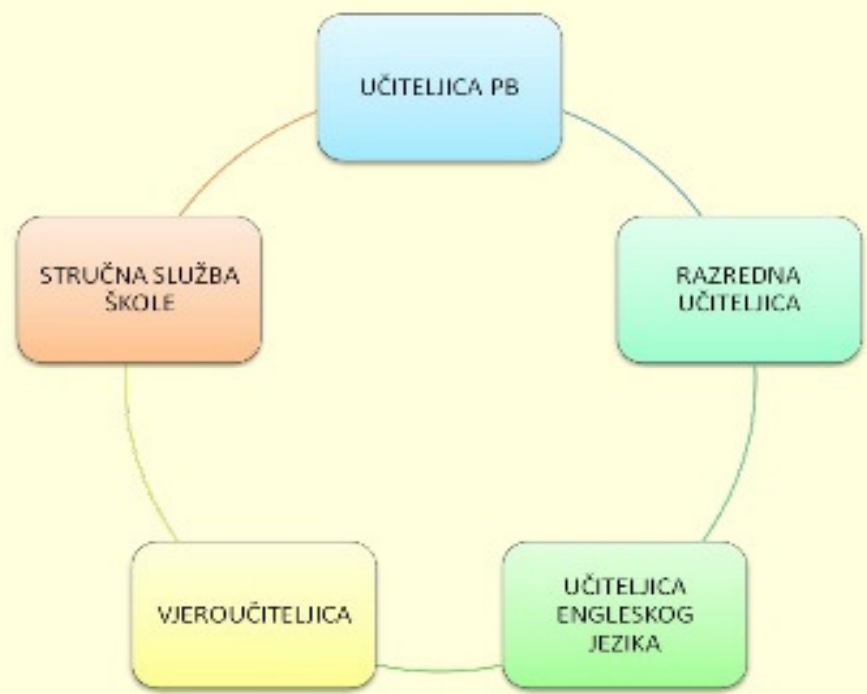 UČITELJICA PB
STRUČNA SLUŽBA
ŠKOLE
RAZREDNA
UČITELJICA
VJEROUČITELJICA
UČITELJICA
ENGLESKOG
JEZIKA